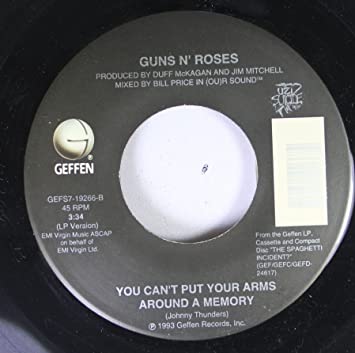 GUNS N' ROSES
PRODUCED BY DUFF McKAGAN AND JIM MITCHELL
MIXED BY BILL PRICE IN (OU)R SOUND™
G
GEFFEN
GEFS7-19266-B
45 RPM
3:34
(LP Version)
EMI Virgin Music ASCAP
on behalf of
EMI Virgin Ltd.
From the Geffen LP,
Cassette and Compact
Disc "THE SPAGHETTI
INCIDENT?"
(GEF/GEFC/GEFD-
24617)
YOU CAN'T PUT YOUR ARMS
AROUND A MEMORY
(Johnny Thunders)
℗ 1993 Geffen Records, Inc.